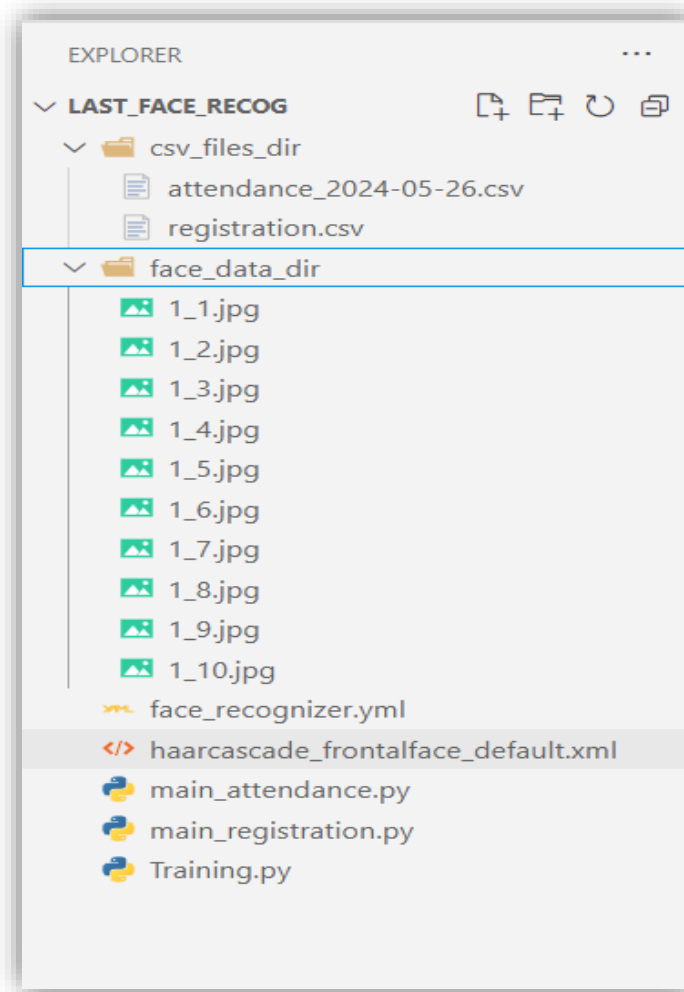 EXPLORER ...
LAST_FACE_RECOG
csv_files_dir
attendance_2024-05-26.csv
registration.csv
face_data_dir
1_1.jpg
1_2.jpg
1_3.jpg
1_4.jpg
1_5.jpg
1_6.jpg
1_7.jpg
1_8.jpg
1_9.jpg
1_10.jpg
YML face_recognizer.yml
</> haarcascade_frontalface_default.xml
main_attendance.py
main_registration.py
Training.py